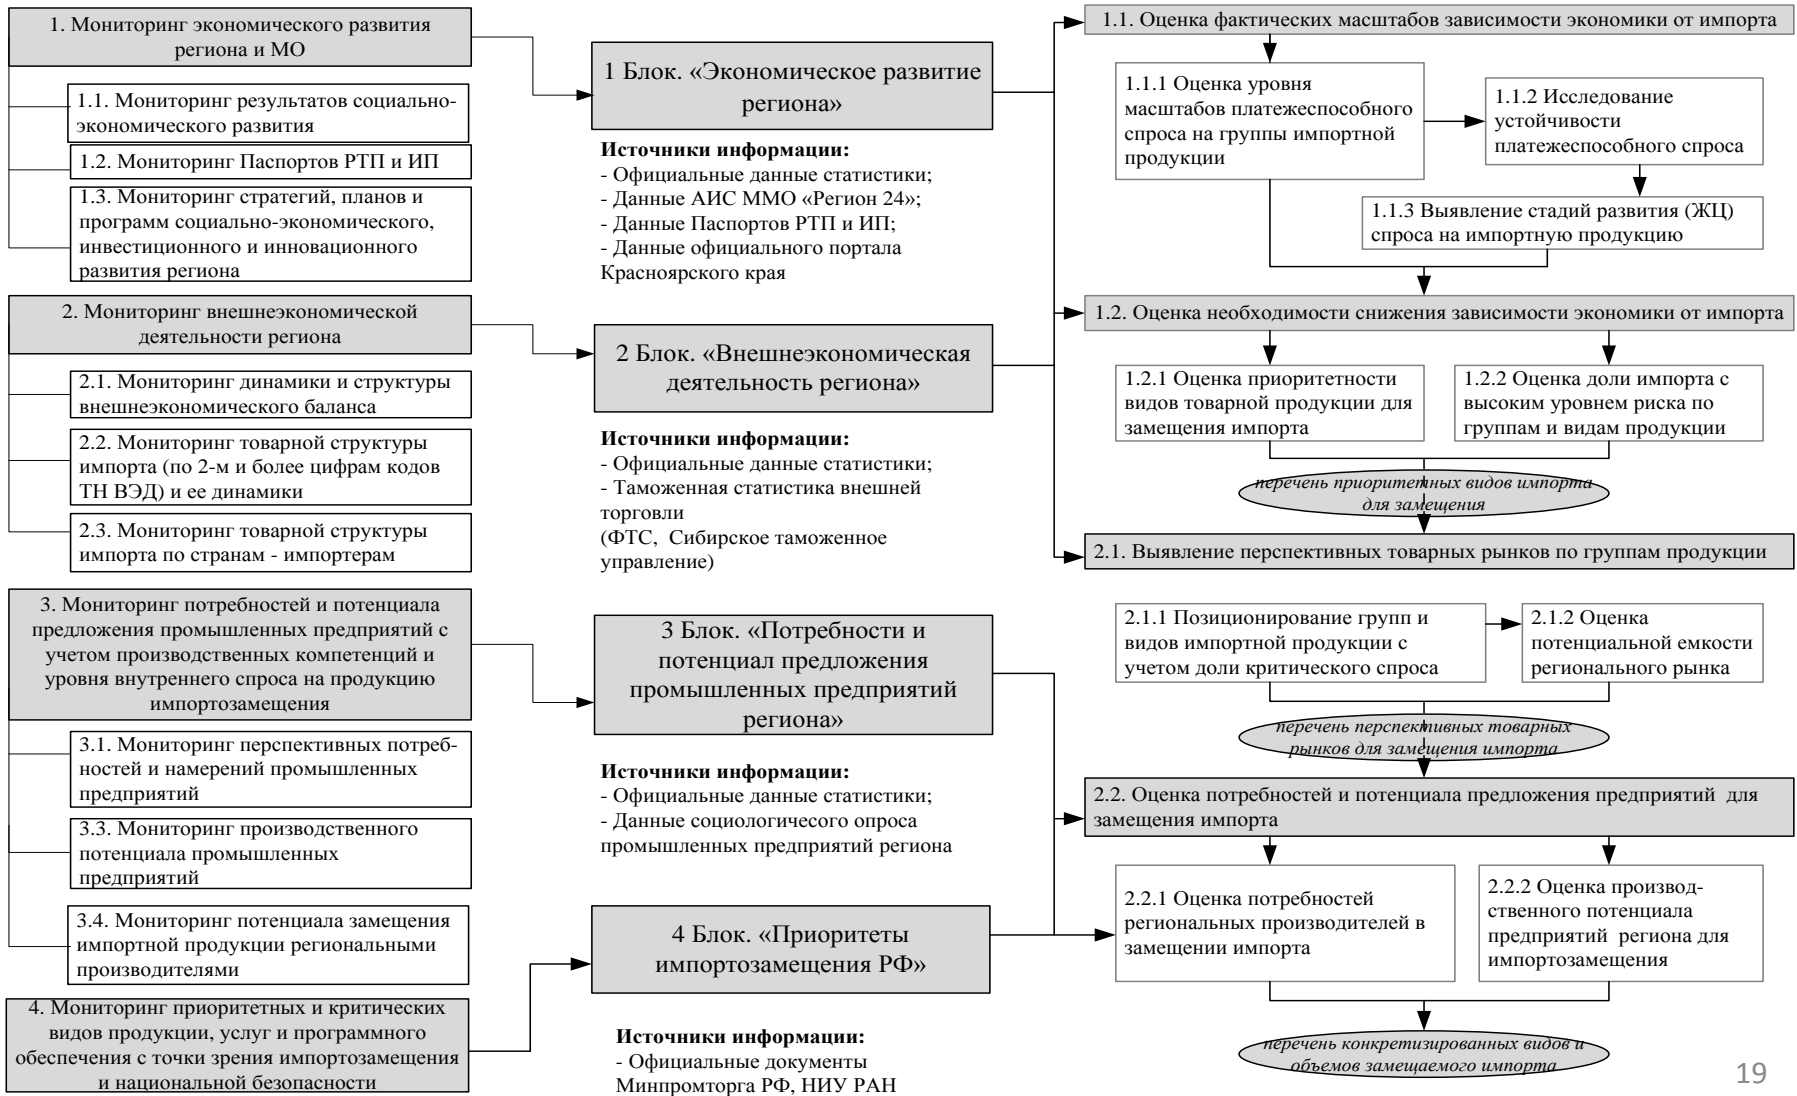 1. Мониторинг экономического развития
региона и МО
1.1. Мониторинг результатов социально-
экономического развития
1.2. Мониторинг Паспортов РТП и ИП
1.3. Мониторинг стратегий, планов и
программ социально-экономического,
инвестиционного и инновационного
развития региона
2. Мониторинг внешнеэкономической
деятельности региона
2.1. Мониторинг динамики и структуры
внешнеэкономического баланса
2.2. Мониторинг товарной структуры
импорта (по 2-м и более цифрам кодов
ТН ВЭД) и ее динамики
2.3. Мониторинг товарной структуры
импорта по странам - импортерам
3. Мониторинг потребностей и потенциала
предложения промышленных предприятий с
учетом производственных компетенций и
уровня внутреннего спроса на продукцию
импортозамещения
3.1. Мониторинг перспективных потреб-
ностей и намерений промышленных
предприятий
3.3. Мониторинг производственного
потенциала промышленных
предприятий
3.4. Мониторинг потенциала замещения
импортной продукции региональными
производителями
4. Мониторинг приоритетных и критических
видов продукции, услуг и программного
обеспечения с точки зрения импортозамещения
и национальной безопасности
1 Блок. «Экономическое развитие
региона»
Источники информации:
- Официальные данные статистики;
- Данные АИС ММО «Регион 24»;
- Данные Паспортов РТП и ИП;
- Данные официального портала
Красноярского края
2 Блок. «Внешнеэкономическая
деятельность региона»
Источники информации:
- Официальные данные статистики;
- Таможенная статистика внешней
торговли
(ФТС, Сибирское таможенное
управление)
3 Блок. «Потребности и
потенциал предложения
промышленных предприятий
региона»
Источники информации:
- Официальные данные статистики;
- Данные социологичесого опроса
промышленных предприятий региона
4 Блок. «Приоритеты
импортозамещения РФ»
Источники информации:
- Официальные документы
Минпромторга РФ, НИУ РАН
1.1. Оценка фактических масштабов зависимости экономики от импорта
1.1.1 Оценка уровня
масштабов платежеспособного
спроса на группы импортной
продукции
1.1.2 Исследование
устойчивости
платежеспособного спроса
1.1.3 Выявление стадий развития (ЖЦ)
спроса на импортную продукцию
1.2. Оценка необходимости снижения зависимости экономики от импорта
1.2.1 Оценка приоритетности
видов товарной продукции для
замещения импорта
1.2.2 Оценка доли импорта с
высоким уровнем риска по
группам и видам продукции
перечень приоритетных видов импорта
для замещения
2.1. Выявление перспективных товарных рынков по группам продукции
2.1.1 Позиционирование групп и
видов импортной продукции с
учетом доли критического спроса
2.1.2 Оценка
потенциальной емкости
регионального рынка
перечень перспективных товарных
рынков для замещения импорта
2.2. Оценка потребностей и потенциала предложения предприятий для
замещения импорта
2.2.1 Оценка потребностей
региональных производителей в
замещении импорта
2.2.2 Оценка производ-
ственного потенциала
предприятий региона для
импортозамещения
перечень конкретизированных видов и
объемов замещаемого импорта
19